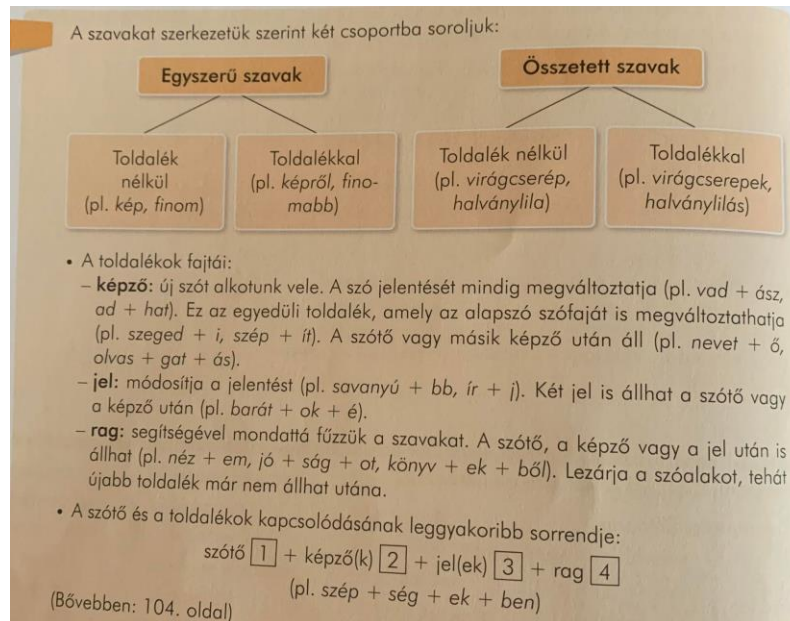 A szavakat szerkezetük szerint két csoportba soroljuk:
Egyszerű szavak
Összetett szavak
Toldalék
nélkül
(pl. kép, finom)
Toldalékkal
(pl. képről, fino-
mabb)
Toldalék nélkül
(pl. virágcserép,
halványlila)
Toldalékkal
(pl. virágcserepek,
halványlilás)
• A toldalékok fajtái:
– képző: új szót alkotunk vele. A szó jelentését mindig megváltoztatja (pl. vad + ász,
ad + hat). Ez az egyedüli toldalék, amely az alapszó szófaját is megváltoztathatja
(pl. szeged + i, szép + ít). A szótő vagy másik képző után áll (pl. nevet + ő,
olvas + gat + ás).
– jel: módosítja a jelentést (pl. savanyú + bb, ír + j). Két jel is állhat a szótő vagy
a képző után (pl. barát + ok + é).
– rag: segítségével mondattá fűzzük a szavakat. A szótő, a képző vagy a jel után is
állhat (pl. néz + em, jó + ság + ot, könyv + ek + ből). Lezárja a szóalakot, tehát
újabb toldalék már nem állhat utána.
• A szótő és a toldalékok kapcsolódásának leggyakoribb sorrendje:
szótő 1 + képző(k) 2 + jel(ek) 3 + rag 4
(pl. szép + ség + ek + ben)
(Bővebben: 104. oldal)